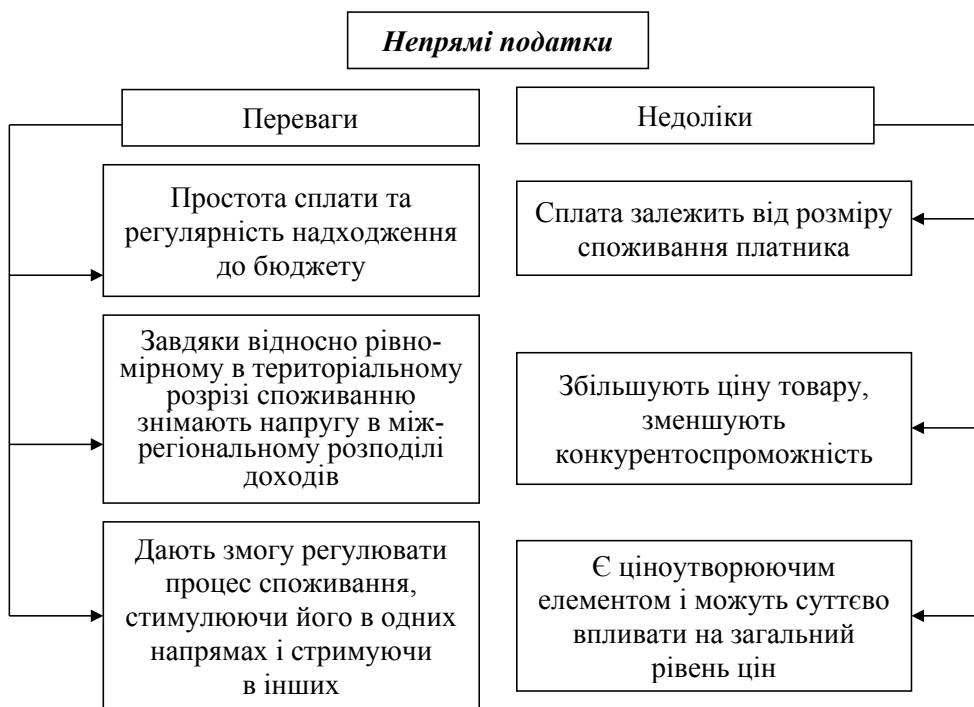 Непрямі податки
Переваги
Простота сплати та
регулярність надходження
до бюджету
Завдяки відносно рівно-
мірному в територіальному
розрізі споживанню
знімають напругу в між-
регіональному розподілі
доходів
Дають змогу регулювати
процес споживання,
стимулюючи його в одних
напрямах і стримуючи
в інших
Недоліки
Сплата залежить від розміру
споживання платника
Збільшують ціну товару,
зменшують
конкурентоспроможність
Є ціноутворюючим
елементом і можуть суттєво
впливати на загальний
рівень цін